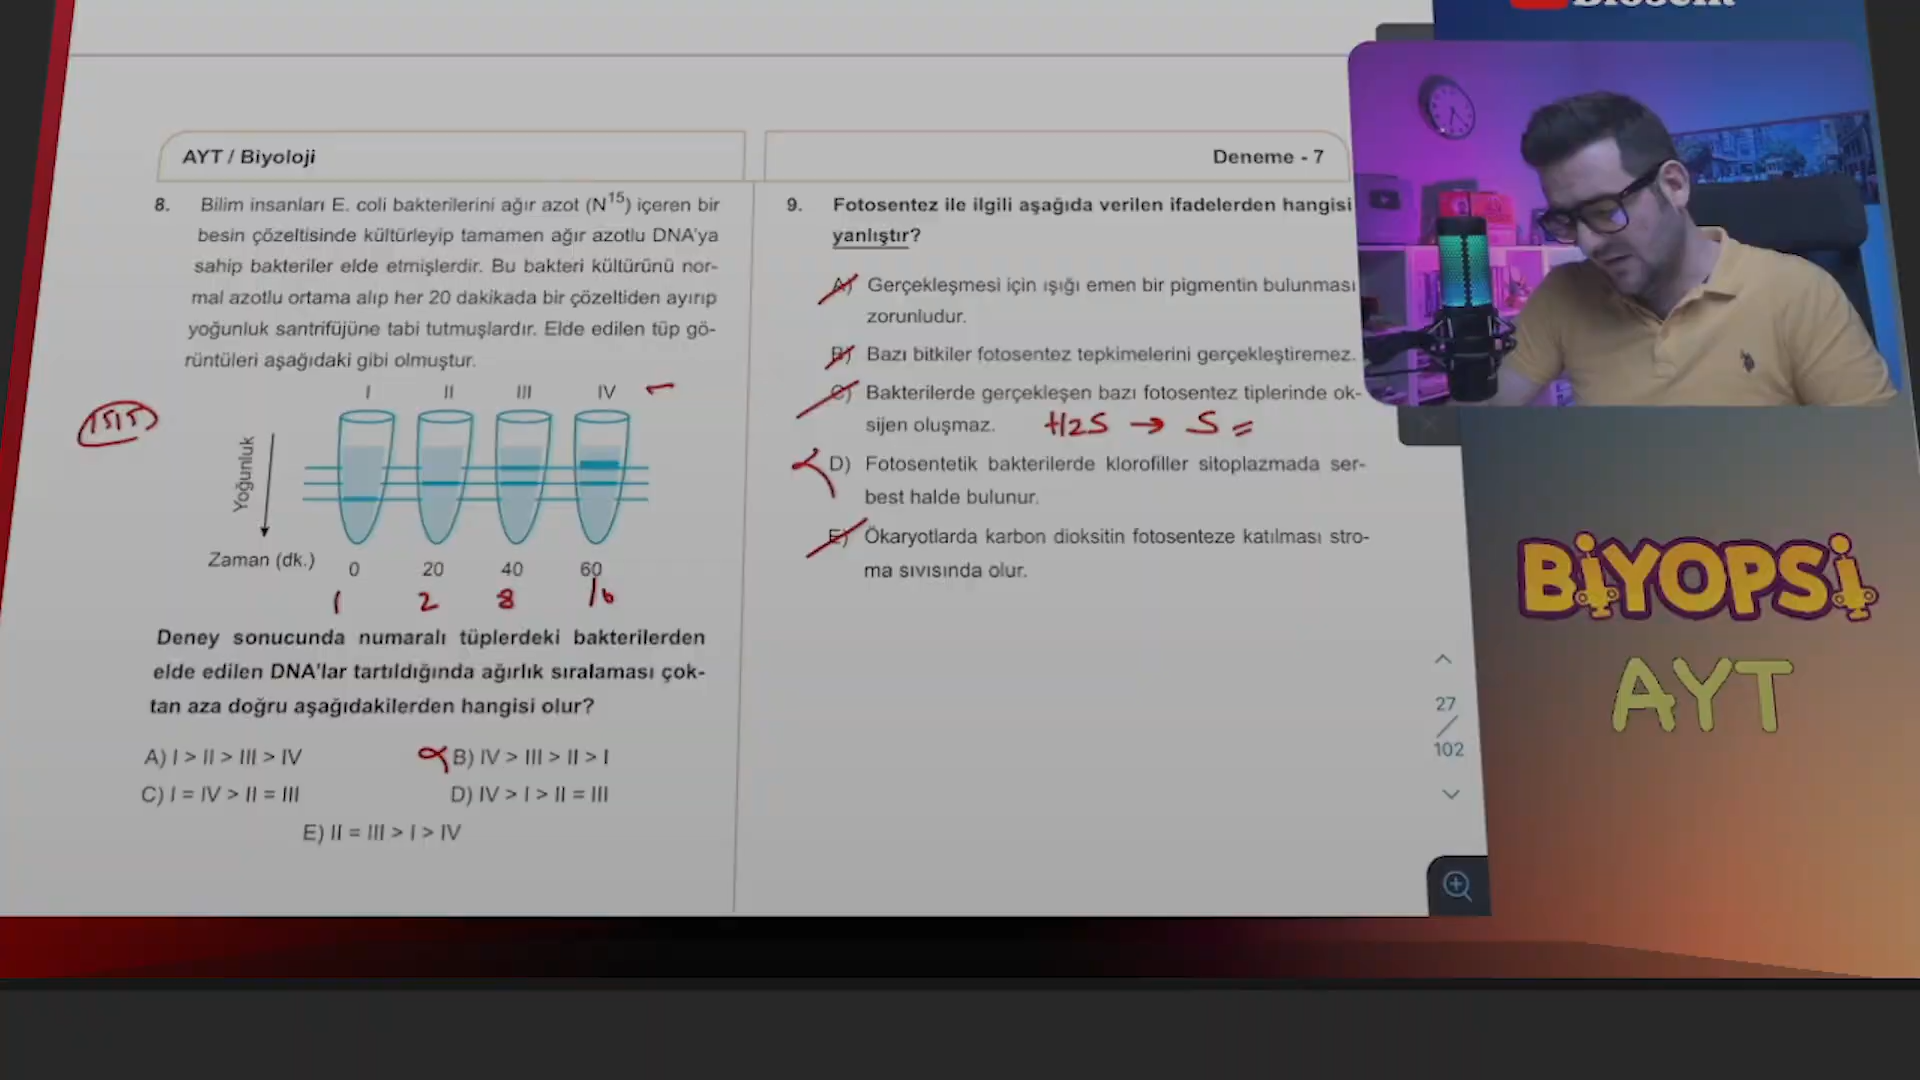 AYT / Biyoloji
Deneme - 7
8. Bilim insanları E. coli bakterilerini ağır azot (N¹⁵) içeren bir
besin çözeltisinde kültürleyip tamamen ağır azotlu DNA'ya
sahip bakteriler elde etmişlerdir. Bu bakteri kültürünü nor-
mal azotlu ortama alıp her 20 dakikada bir çözeltiden ayırıp
yoğunluk santrifüjüne tabi tutmuşlardır. Elde edilen tüp gö-
rüntüleri aşağıdaki gibi olmuştur.
I II III IV
1515
Yoğunluk
Zaman (dk.) 0 20 40 60
1 2 8 16
Deney sonucunda numaralı tüplerdeki bakterilerden
elde edilen DNA'lar tartıldığında ağırlık sıralaması çok-
tan aza doğru aşağıdakilerden hangisi olur?
A) I > II > III > IV
B) IV > III > II > I
C) I = IV > II = III
D) IV > I > II = III
E) II = III > I > IV
9. Fotosentez ile ilgili aşağıda verilen ifadelerden hangisi
yanlıştır?
A) Gerçekleşmesi için ışığı emen bir pigmentin bulunması
zorunludur.
B) Bazı bitkiler fotosentez tepkimelerini gerçekleştiremez.
C) Bakterilerde gerçekleşen bazı fotosentez tiplerinde ok-
sijen oluşmaz. H2S → S
D) Fotosentetik bakterilerde klorofiller sitoplazmada ser-
best halde bulunur.
E) Ökaryotlarda karbon dioksitin fotosenteze katılması stro-
ma sıvısında olur.
27
/
102
BİYOPSİ
AYT